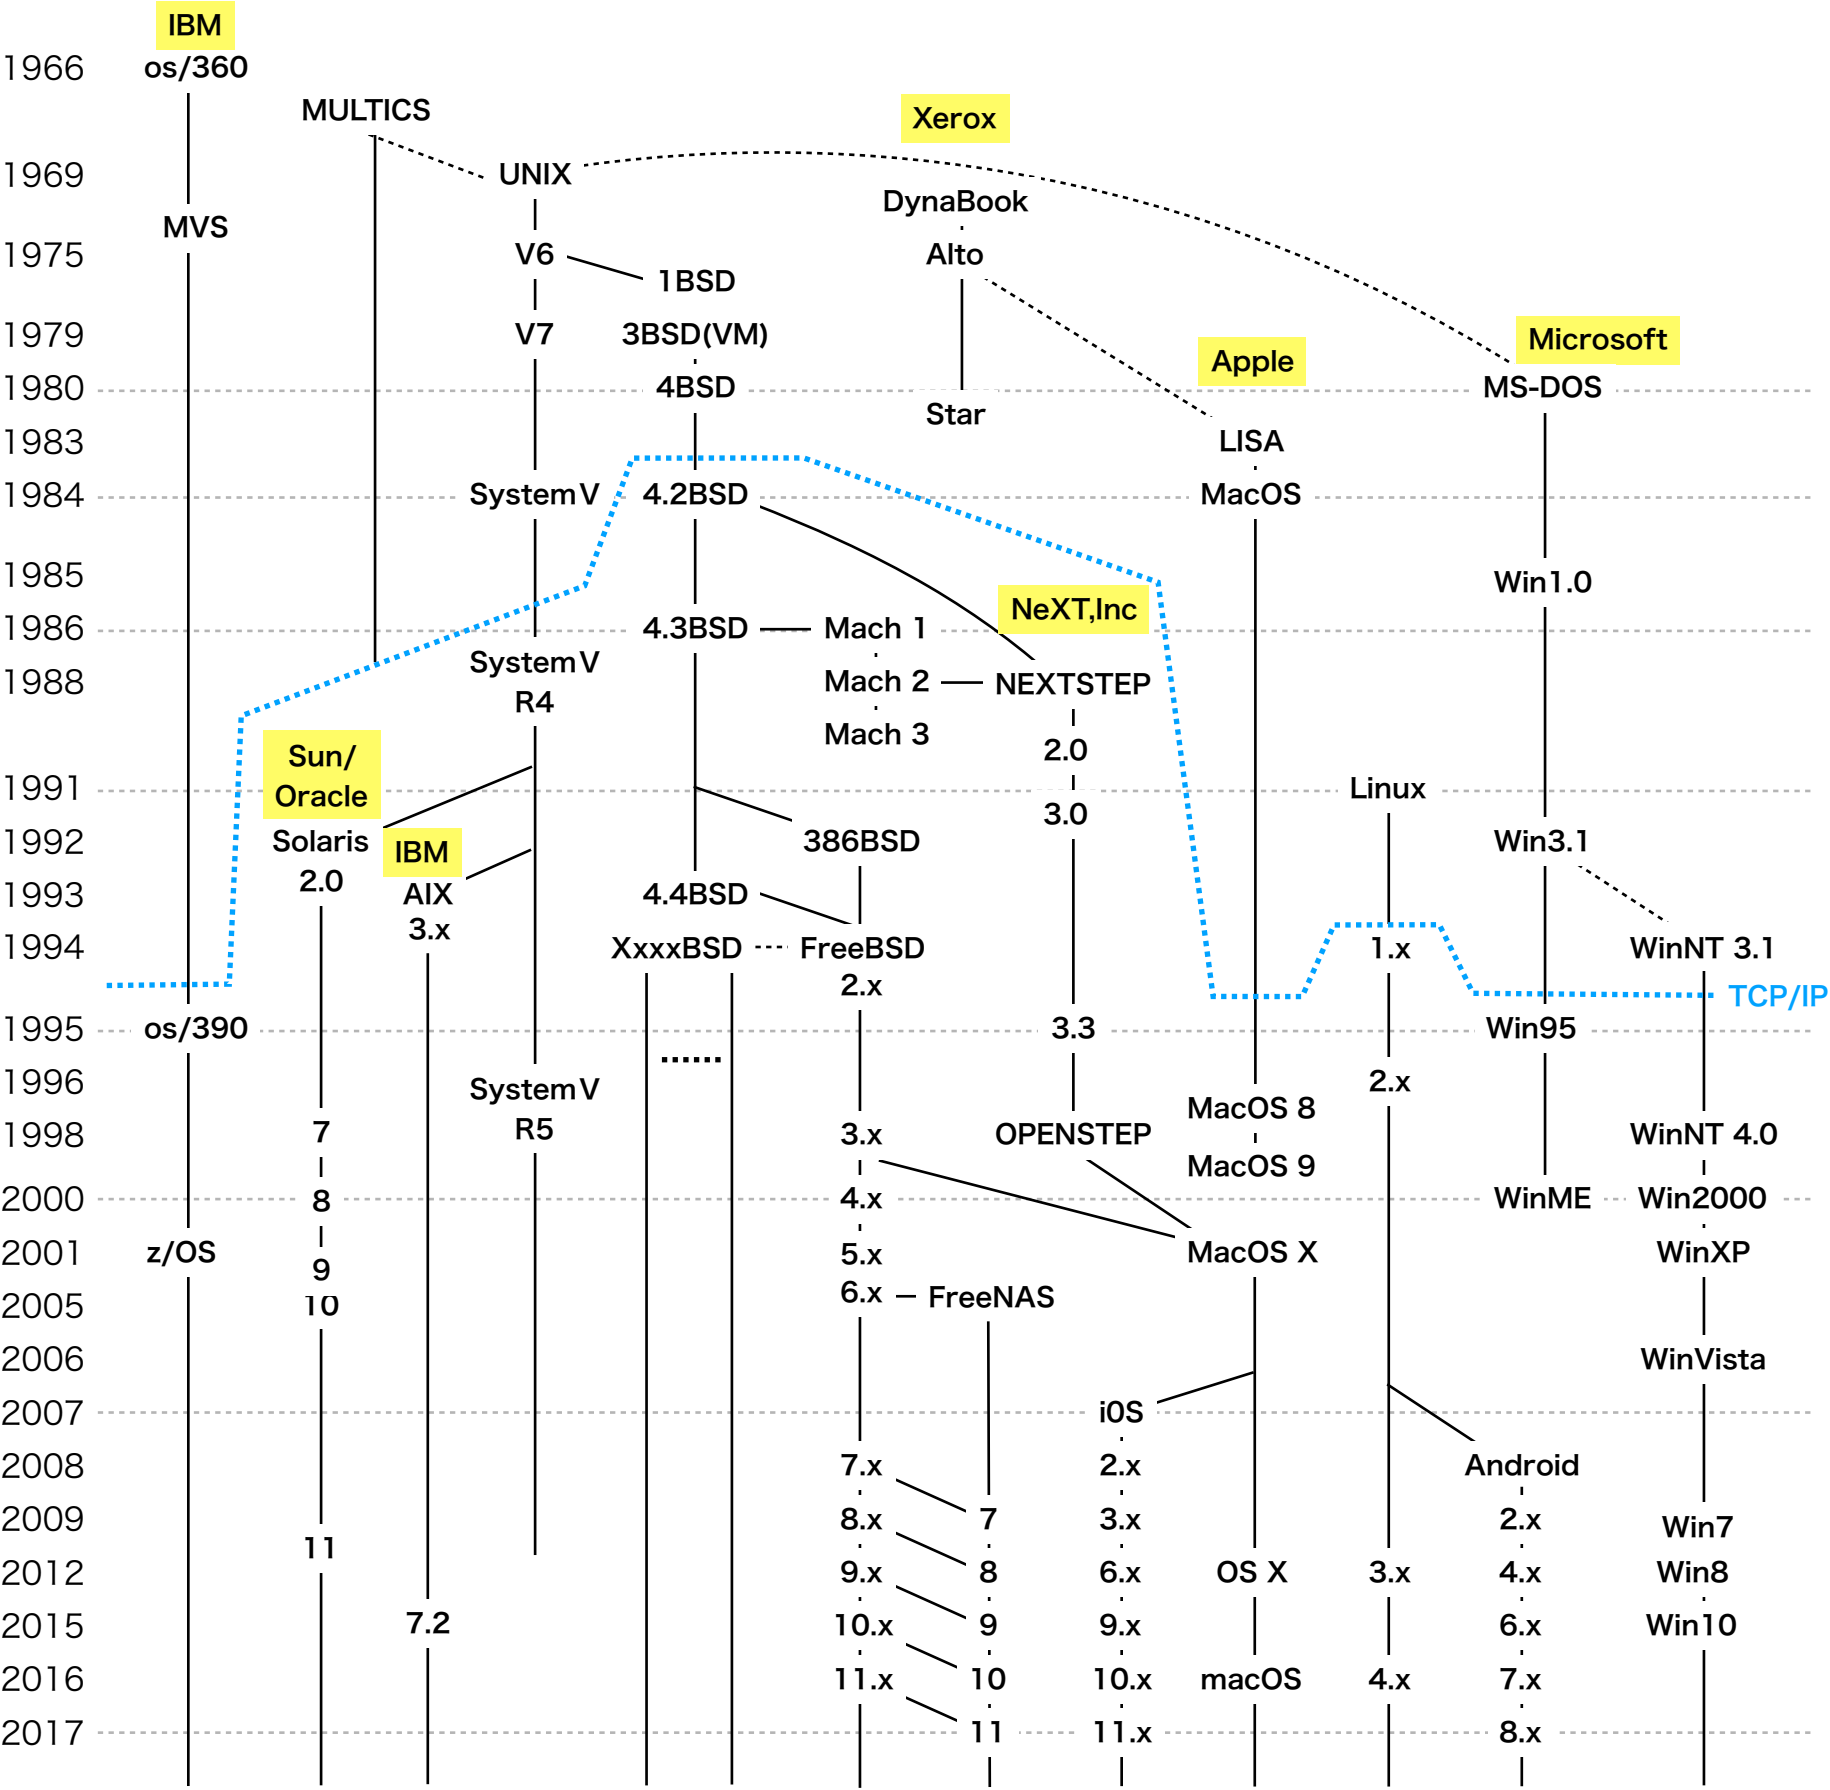 IBM
1966 os/360
MULTICS
Xerox
1969 UNIX
DynaBook
MVS
1975 V6 Alto
1BSD
1979 V7 3BSD(VM) Microsoft
Apple
1980 4BSD MS-DOS
Star
1983 LISA
1984 SystemV 4.2BSD MacOS
1985 Win1.0
NeXT,Inc
1986 4.3BSD Mach 1
SystemV
1988 Mach 2 NEXTSTEP
R4
Mach 3
Sun/ 2.0
Oracle
1991 Linux
3.0
1992 Solaris 386BSD Win3.1
IBM
2.0
1993 AIX 4.4BSD
3.x
1994 XxxxBSD FreeBSD 1.x WinNT 3.1
2.x
TCP/IP
1995 os/390 3.3 Win95
......
1996 SystemV 2.x
MacOS 8
1998 7 R5 3.x OPENSTEP WinNT 4.0
MacOS 9
2000 8 4.x WinME Win2000
2001 z/OS 5.x MacOS X WinXP
9
6.x FreeNAS
2005 10
2006 WinVista
2007 i0S
2008 7.x 2.x Android
2009 8.x 7 3.x 2.x Win7
11
2012 9.x 8 6.x OS X 3.x 4.x Win8
2015 7.2 10.x 9 9.x 6.x Win10
2016 11.x 10 10.x macOS 4.x 7.x
2017 11 11.x 8.x